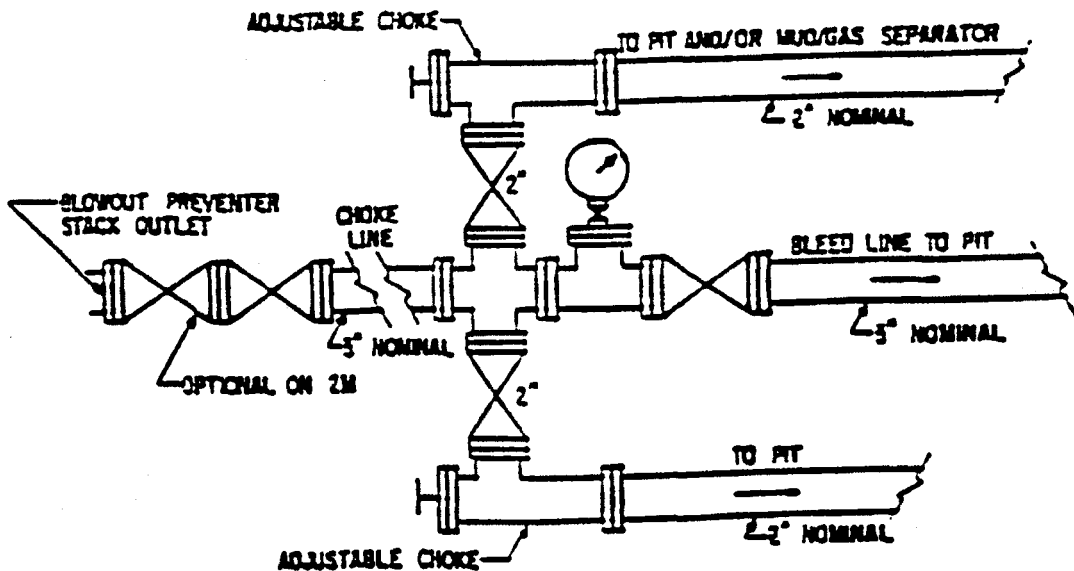 ADJUSTABLE CHOKE
TO PIT AND/OR MUD/GAS SEPARATOR
2" NOMINAL
2"
BLOWOUT PREVENTER
STACK OUTLET
CHOKE
LINE
BLEED LINE TO PIT
3" NOMINAL
3" NOMINAL
OPTIONAL ON 2M
2"
TO PIT
2" NOMINAL
ADJUSTABLE CHOKE